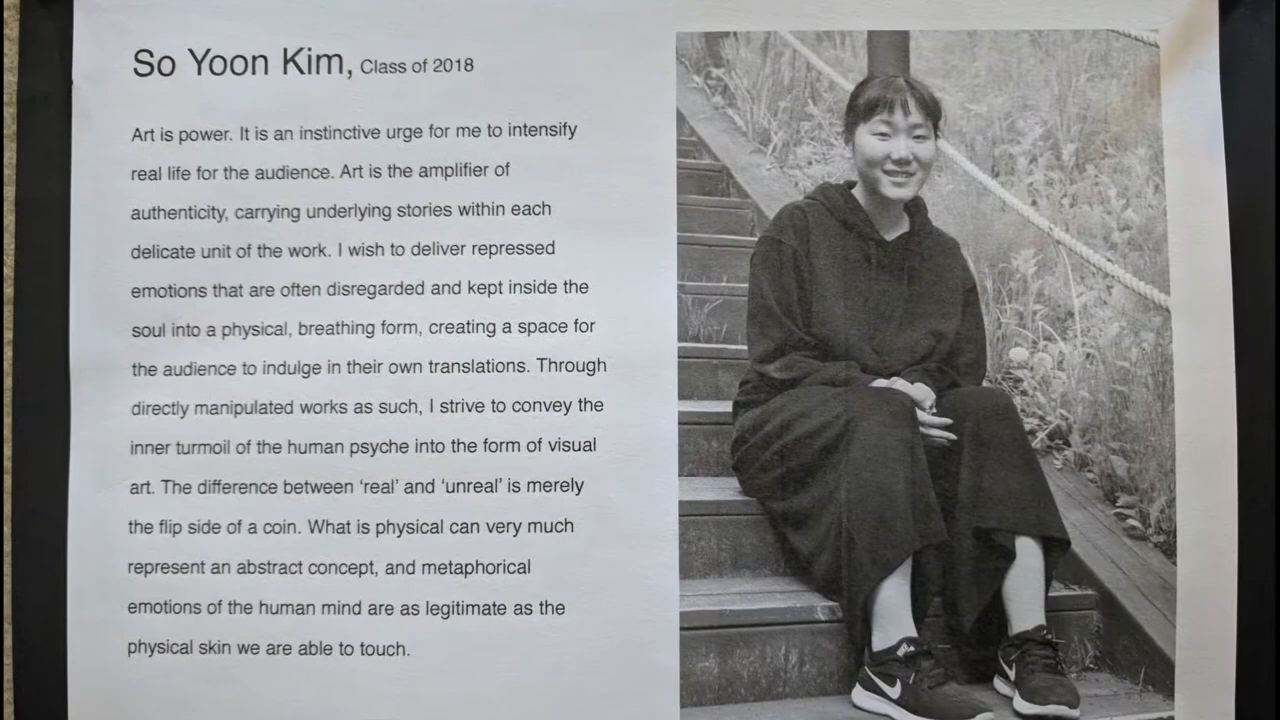 So Yoon Kim, Class of 2018
Art is power. It is an instinctive urge for me to intensify
real life for the audience. Art is the amplifier of
authenticity, carrying underlying stories within each
delicate unit of the work. I wish to deliver repressed
emotions that are often disregarded and kept inside the
soul into a physical, breathing form, creating a space for
the audience to indulge in their own translations. Through
directly manipulated works as such, I strive to convey the
inner turmoil of the human psyche into the form of visual
art. The difference between ‘real’ and ‘unreal’ is merely
the flip side of a coin. What is physical can very much
represent an abstract concept, and metaphorical
emotions of the human mind are as legitimate as the
physical skin we are able to touch.